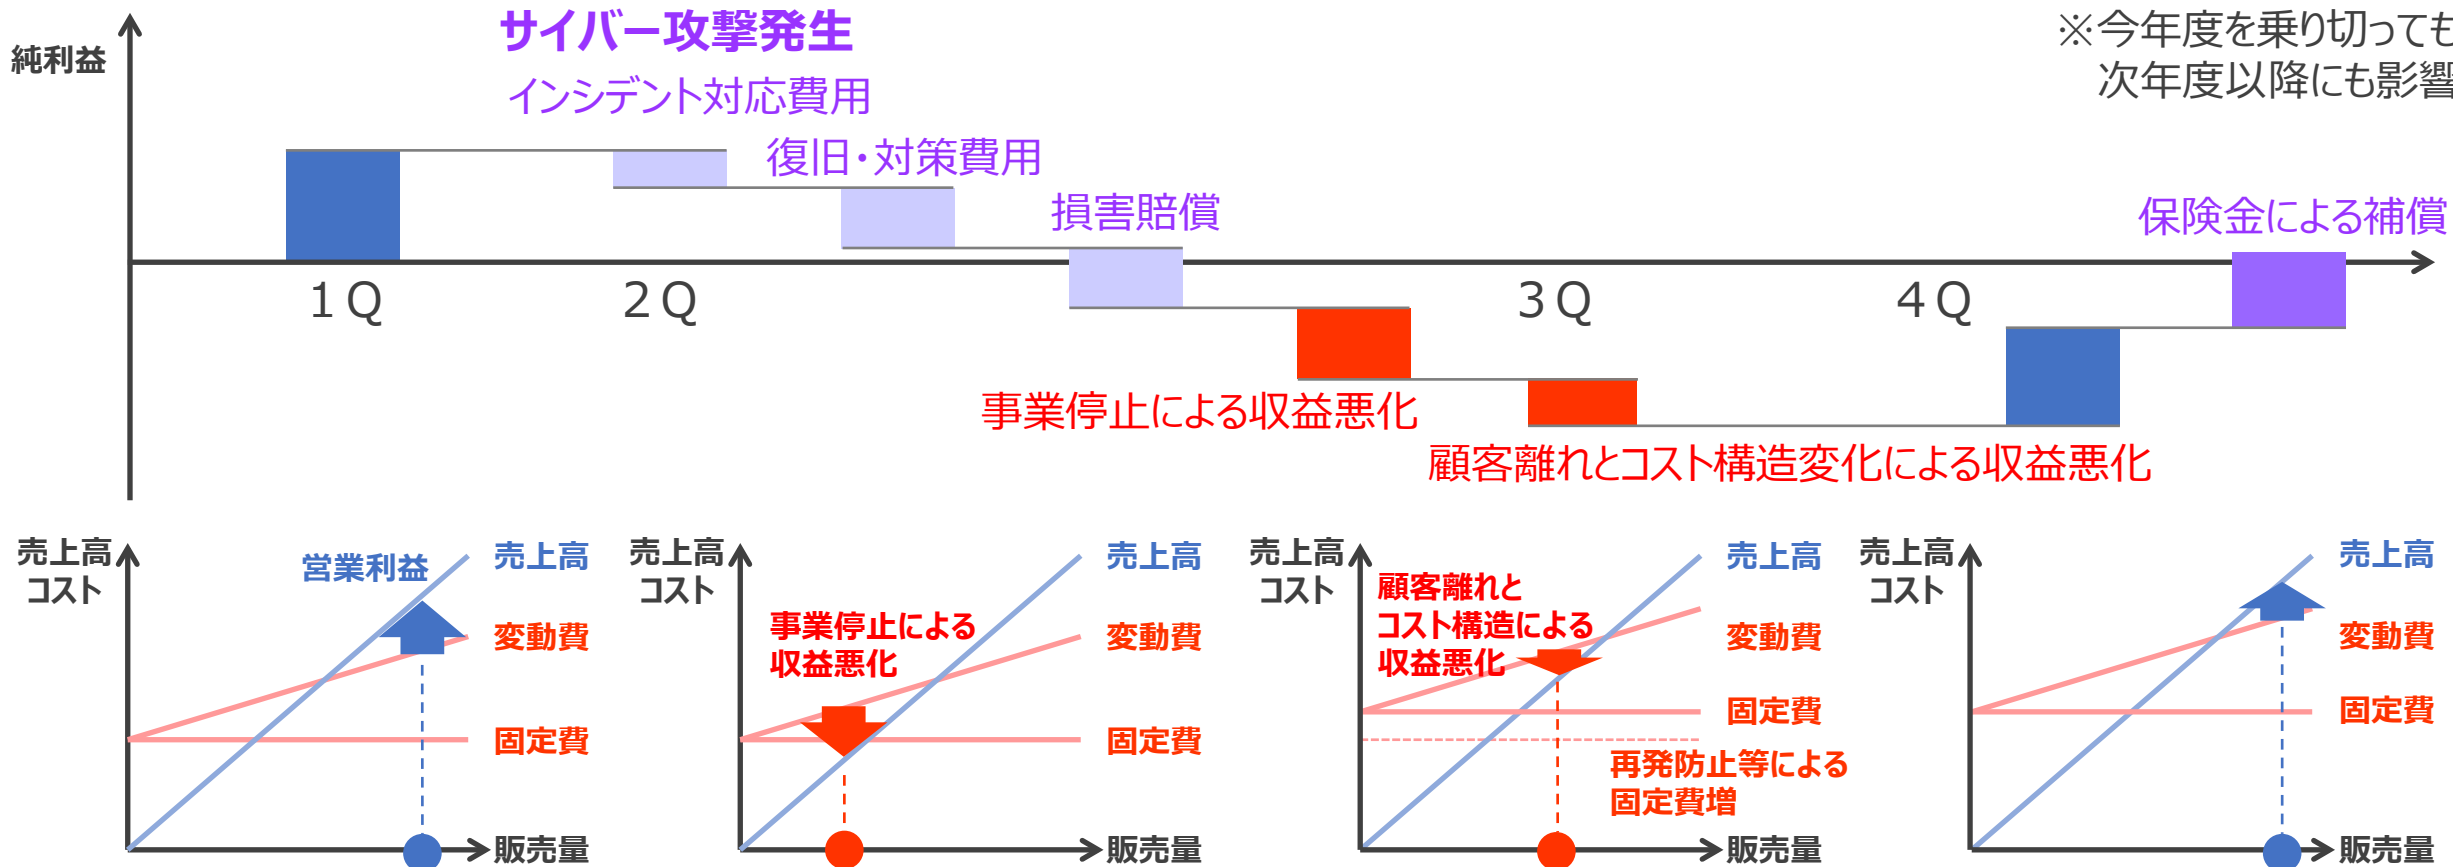 サイバー攻撃発生
※今年度を乗り切っても
次年度以降にも影響
純利益
インシデント対応費用
復旧・対策費用
損害賠償
保険金による補償
１Ｑ
２Ｑ
３Ｑ
４Ｑ
事業停止による収益悪化
顧客離れとコスト構造変化による収益悪化
売上高
コスト
営業利益
売上高
変動費
固定費
販売量
売上高
コスト
事業停止による
収益悪化
売上高
変動費
固定費
販売量
売上高
コスト
顧客離れと
コスト構造による
収益悪化
売上高
変動費
固定費
再発防止等による
固定費増
販売量
売上高
コスト
売上高
変動費
固定費
販売量